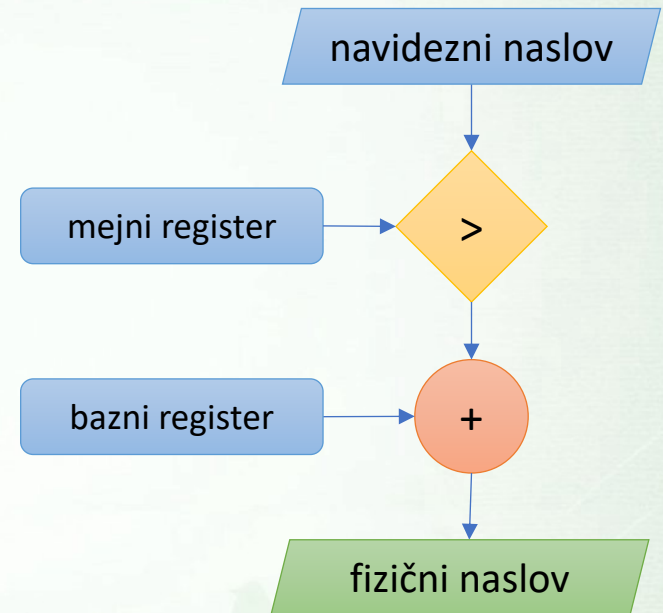 navidezni naslov
mejni register
>
bazni register
+
fizični naslov